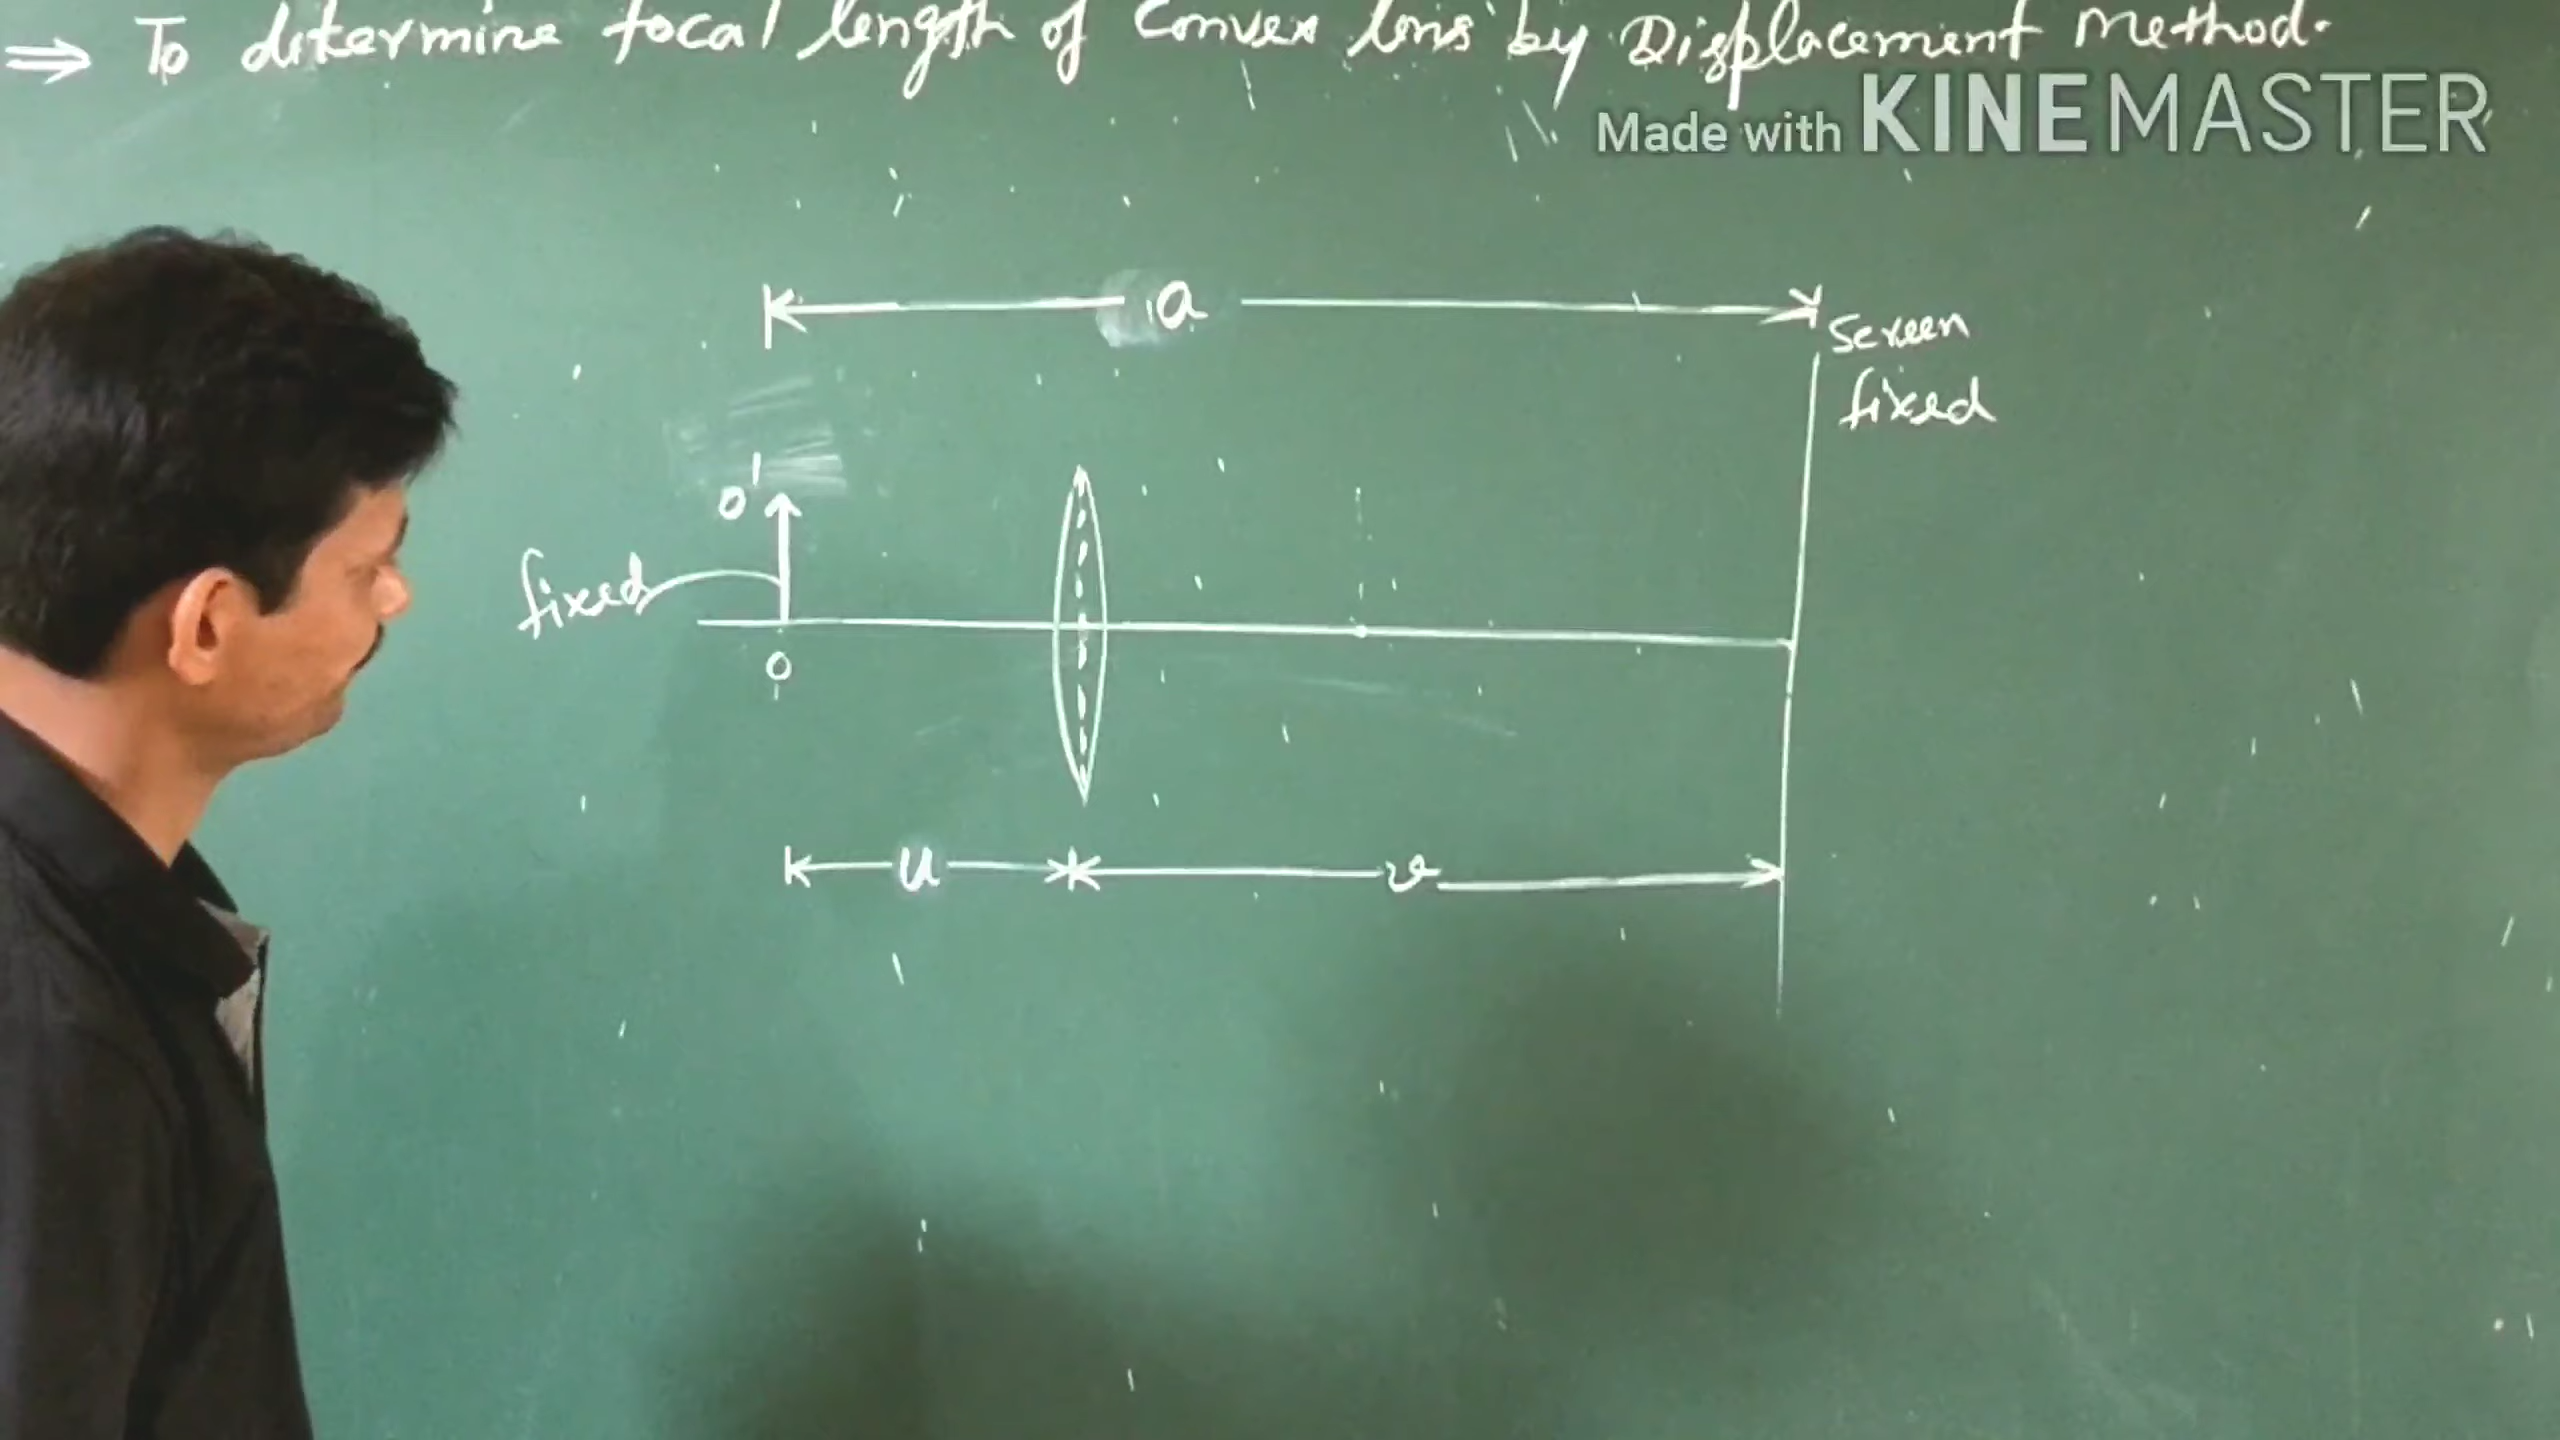 ⇒ To determine focal length of Convex lens by Displacement Method.
Made with KINEMASTER
a
Screen
fixed
o'
fixed
o
u v